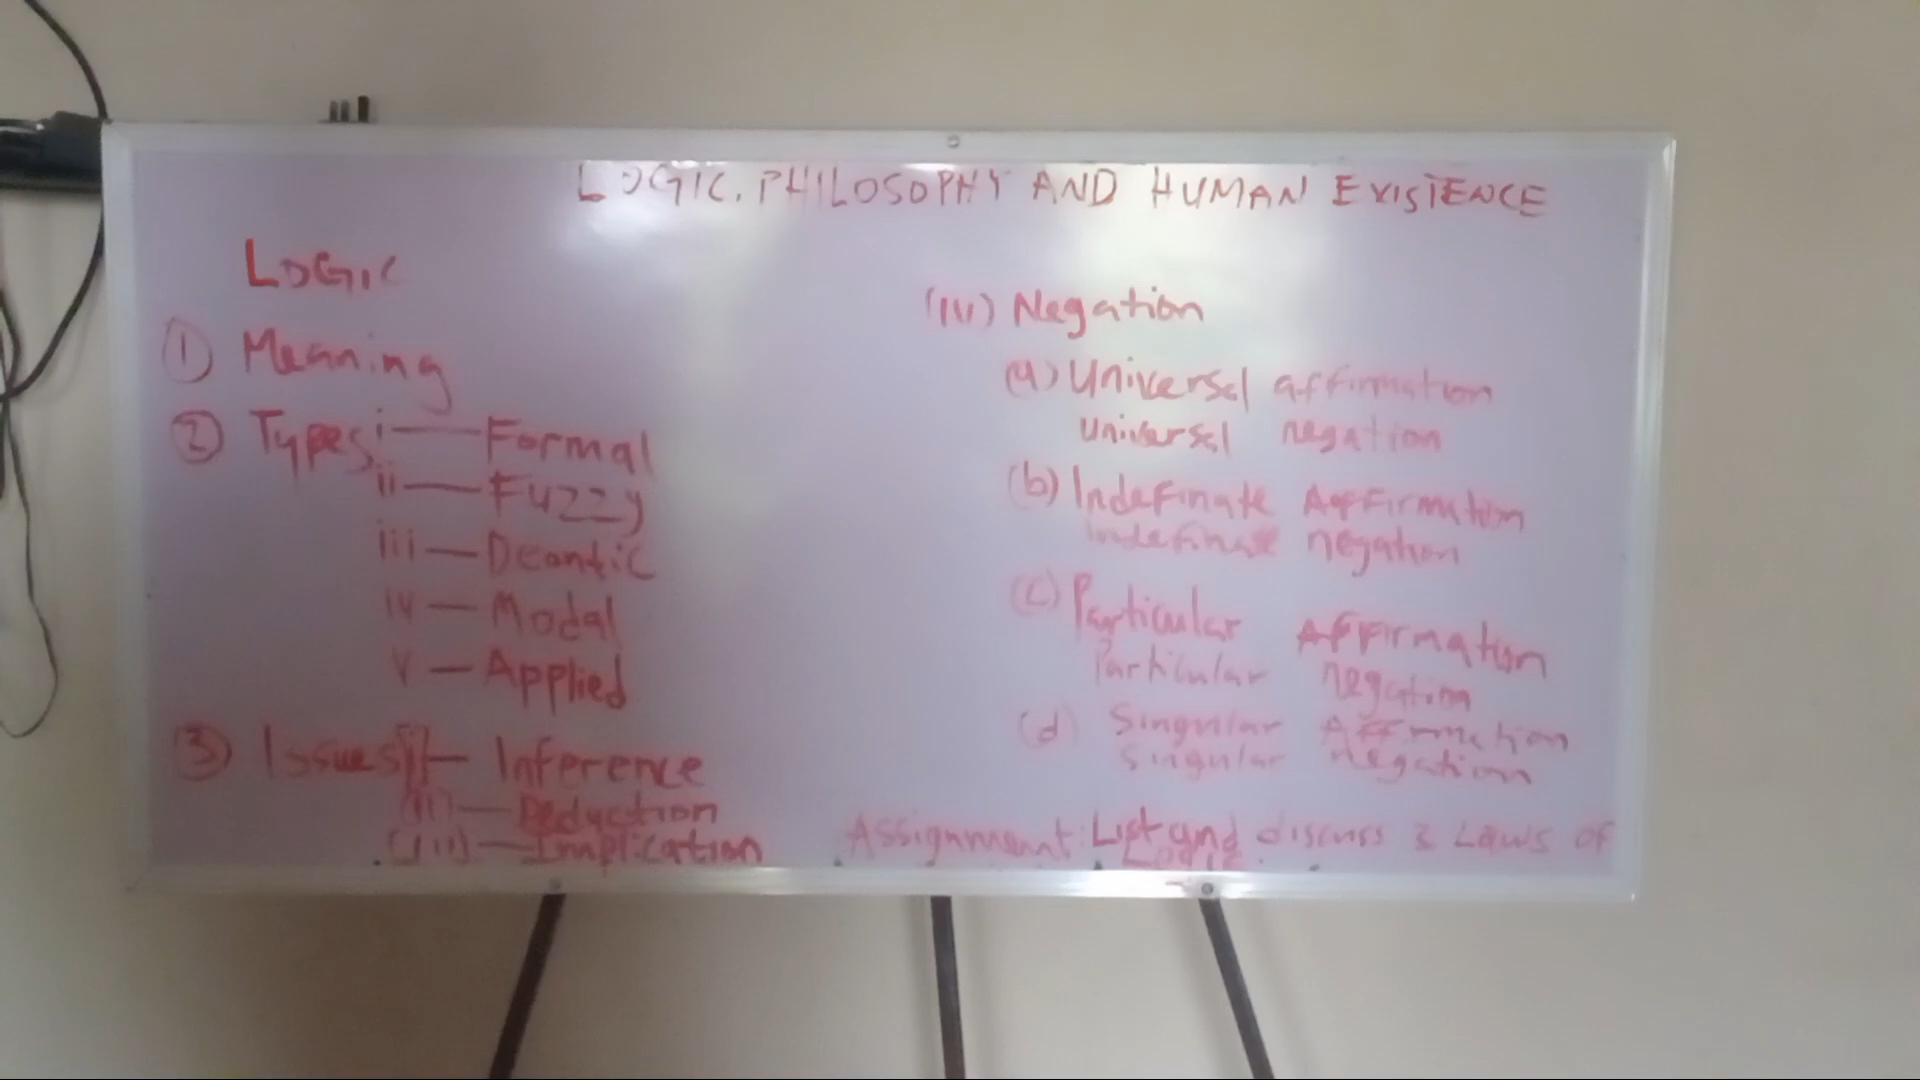 LOGIC, PHILOSOPHY AND HUMAN EXISTENCE
LOGIC
① Meaning
② Types i — Formal
ii — Fuzzy
iii — Deontic
iv — Modal
v — Applied
③ Issues (i) — Inference
(ii) — Deduction
(iii) — Implication
(iv) Negation
(a) Universal affirmation
Universal negation
(b) Indefinate Affirmation
indefinate negation
(c) Particular Affirmation
Particular negation
(d) Singular Affirmation
Singular negation
Assignment: List and discuss Laws of
Logic.